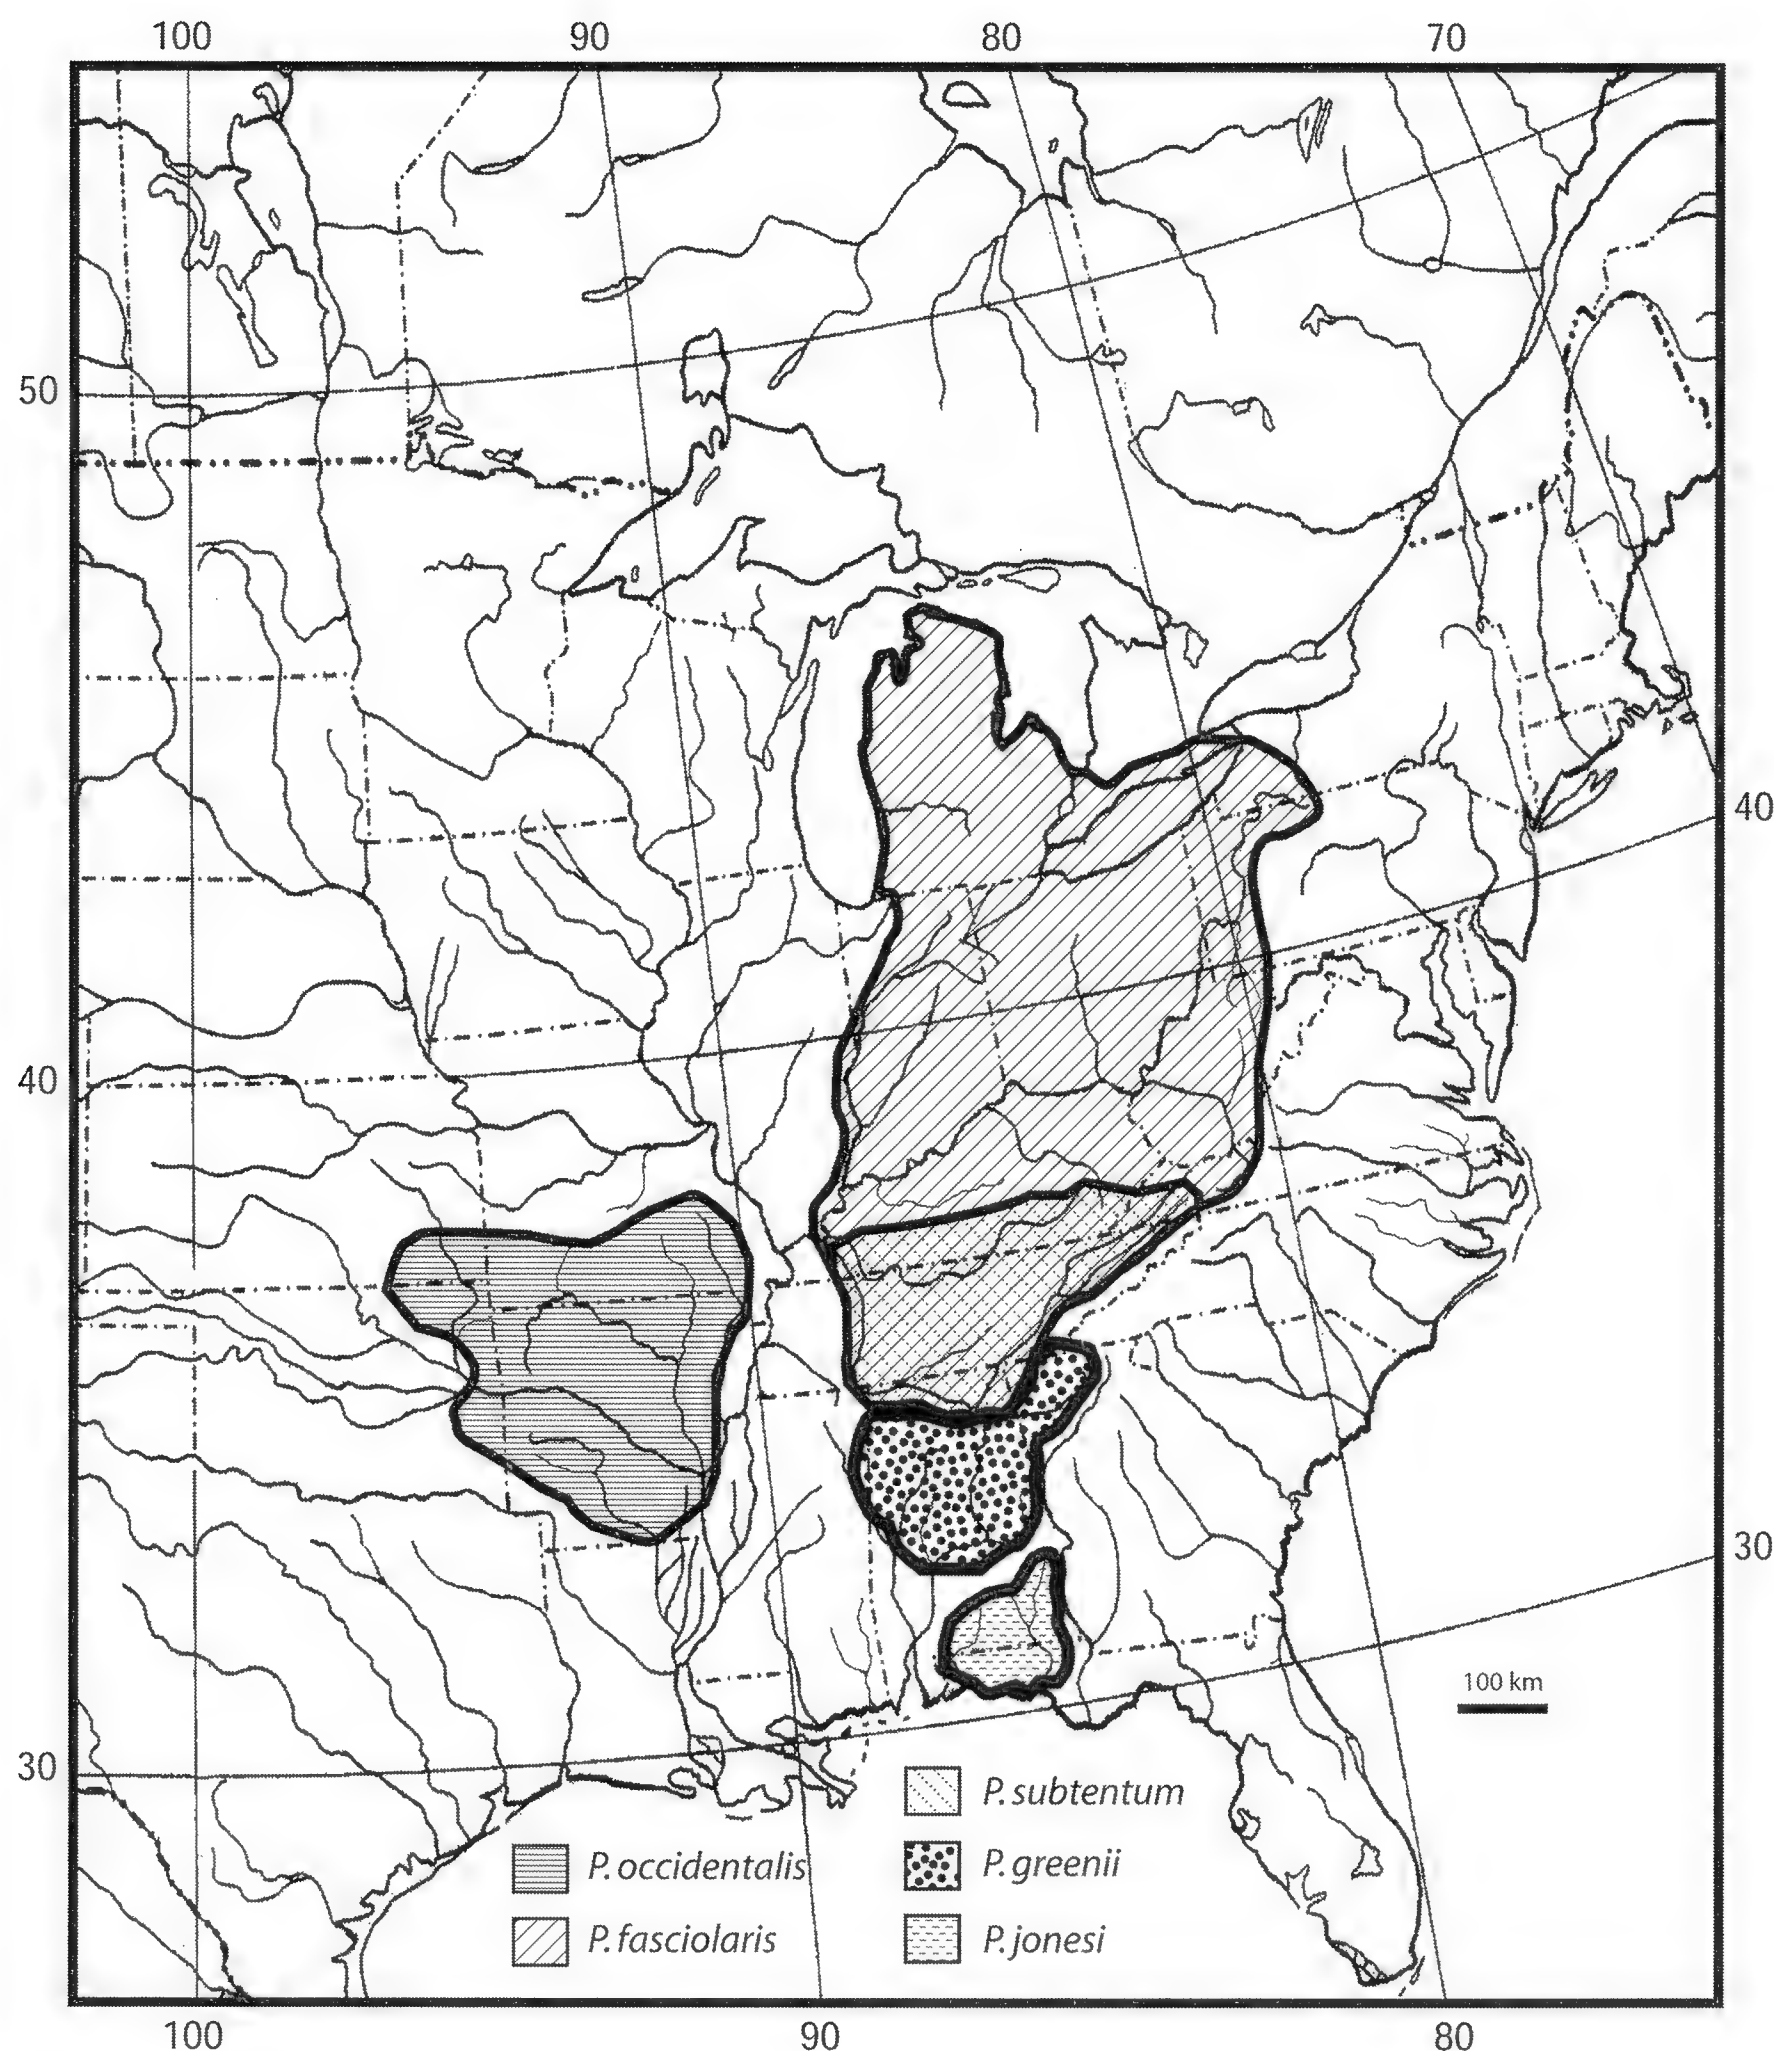 100 90 80 70
50
40
40
30
30
100 km
P. subtentum
P. occidentalis
P. greenii
P. fasciolaris
P. jonesi
100 90 80